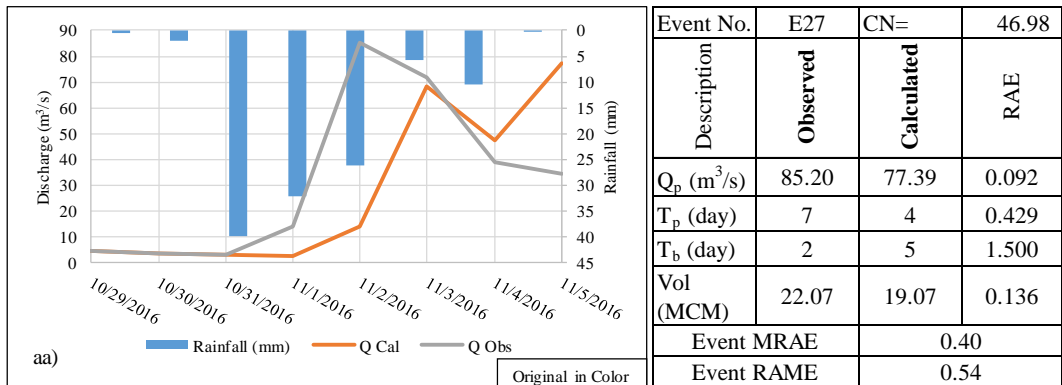 90
80
70
60
50
40
30
20
10
0
Discharge (m³/s)
0
5
10
15
20
25
30
35
40
45
Rainfall (mm)
10/29/2016
10/30/2016
10/31/2016
11/1/2016
11/2/2016
11/3/2016
11/4/2016
11/5/2016
Rainfall (mm) Q Cal Q Obs
aa)
Original in Color
Event No. E27 CN= 46.98
Description Observed Calculated RAE
Qp (m³/s) 85.20 77.39 0.092
Tp (day) 7 4 0.429
Tb (day) 2 5 1.500
Vol
(MCM) 22.07 19.07 0.136
Event MRAE 0.40
Event RAME 0.54